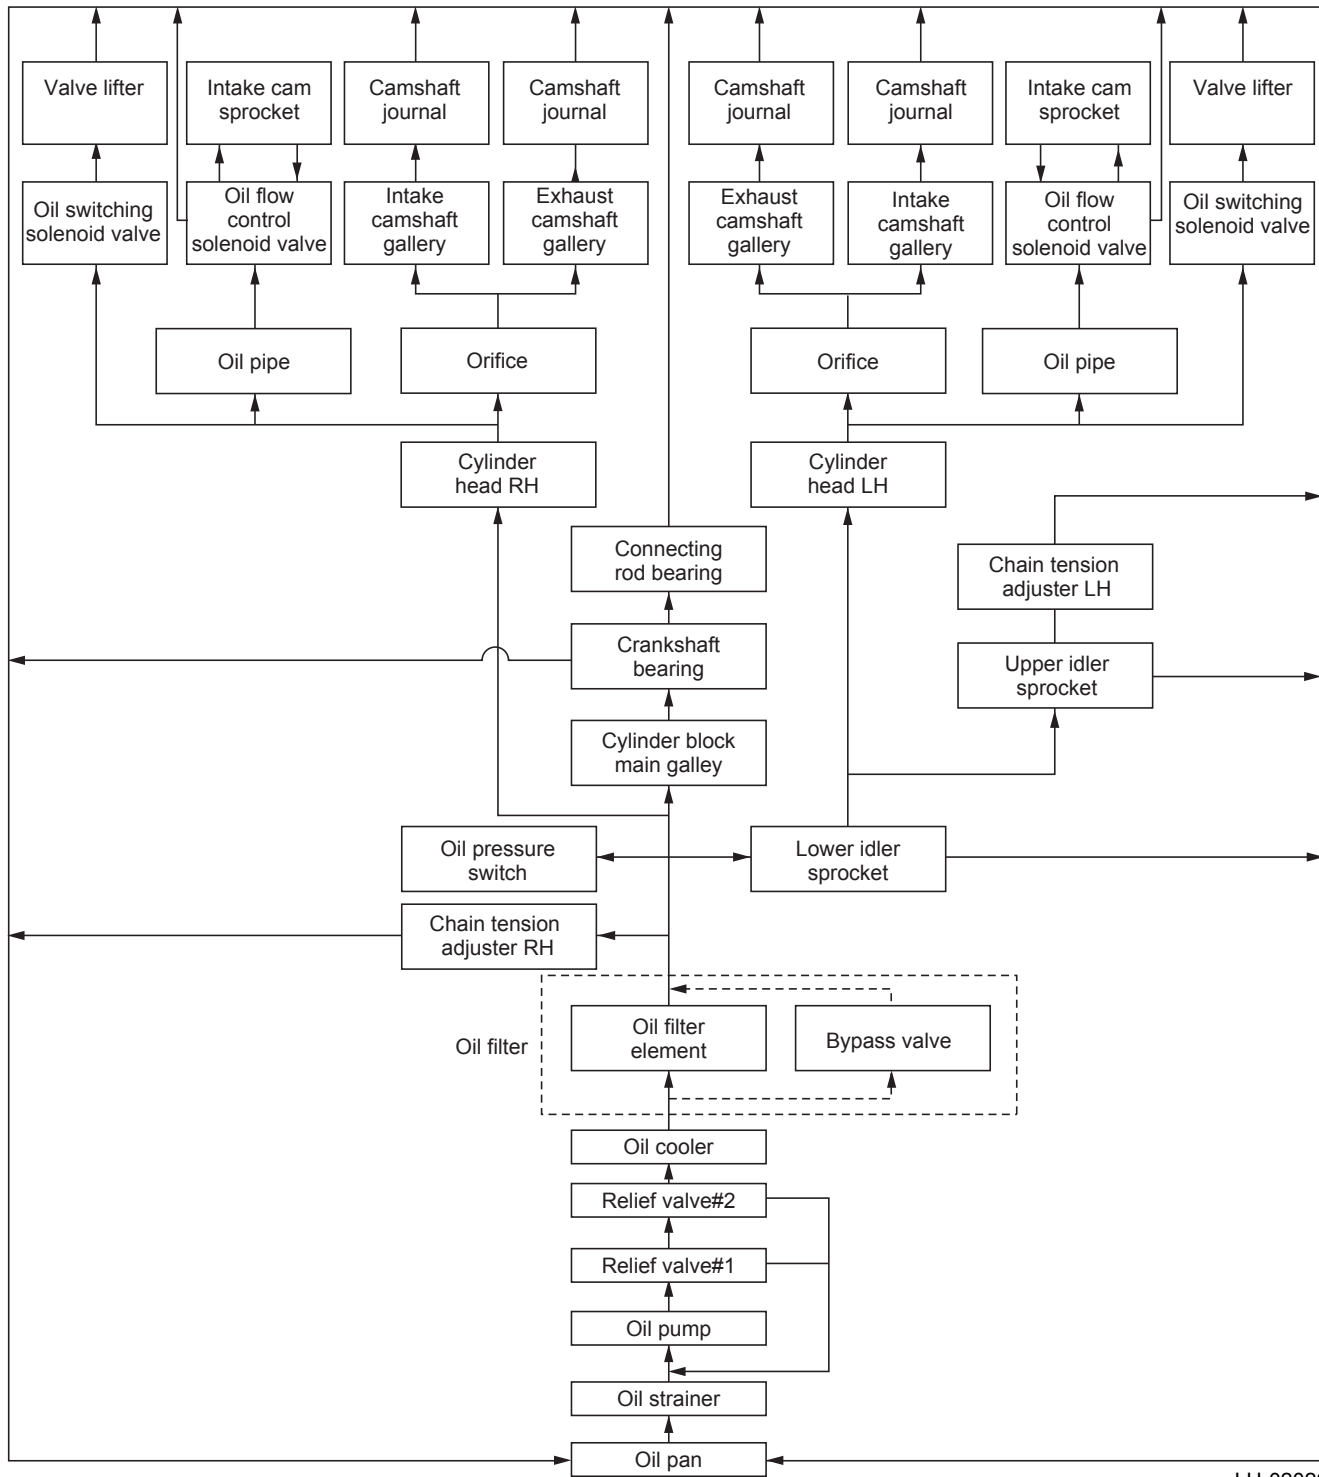 Valve lifter
Intake cam
sprocket
Camshaft
journal
Camshaft
journal
Camshaft
journal
Camshaft
journal
Intake cam
sprocket
Valve lifter
Oil switching
solenoid valve
Oil flow
control
solenoid valve
Intake
camshaft
gallery
Exhaust
camshaft
gallery
Exhaust
camshaft
gallery
Intake
camshaft
gallery
Oil flow
control
solenoid valve
Oil switching
solenoid valve
Oil pipe
Orifice
Orifice
Oil pipe
Cylinder
head RH
Cylinder
head LH
Connecting
rod bearing
Chain tension
adjuster LH
Crankshaft
bearing
Upper idler
sprocket
Cylinder block
main galley
Oil pressure
switch
Lower idler
sprocket
Chain tension
adjuster RH
Oil filter
Oil filter
element
Bypass valve
Oil cooler
Relief valve#2
Relief valve#1
Oil pump
Oil strainer
Oil pan